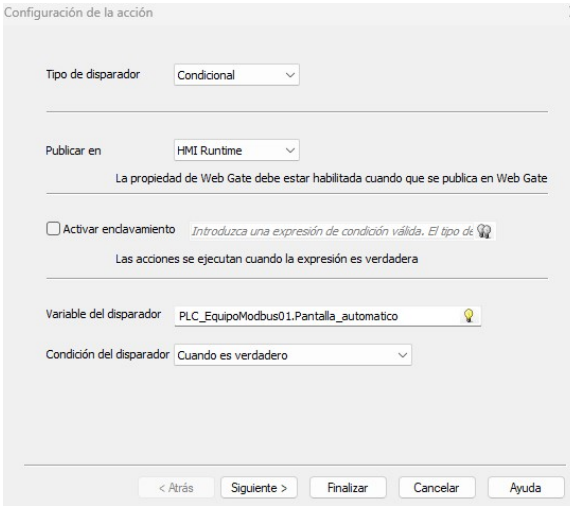 Configuración de la acción
Tipo de disparador Condicional
Publicar en HMI Runtime
La propiedad de Web Gate debe estar habilitada cuando que se publica en Web Gate
Activar enclavamiento Introduzca una expresión de condición válida. El tipo de
Las acciones se ejecutan cuando la expresión es verdadera
Variable del disparador PLC_EquipoModbus01.Pantalla_automatico
Condición del disparador Cuando es verdadero
< Atrás Siguiente > Finalizar Cancelar Ayuda